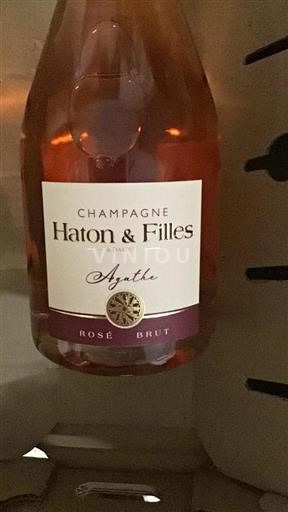 CHAMPAGNE
Haton & Filles
VINIOU
Agathe
ROSÉ BRUT